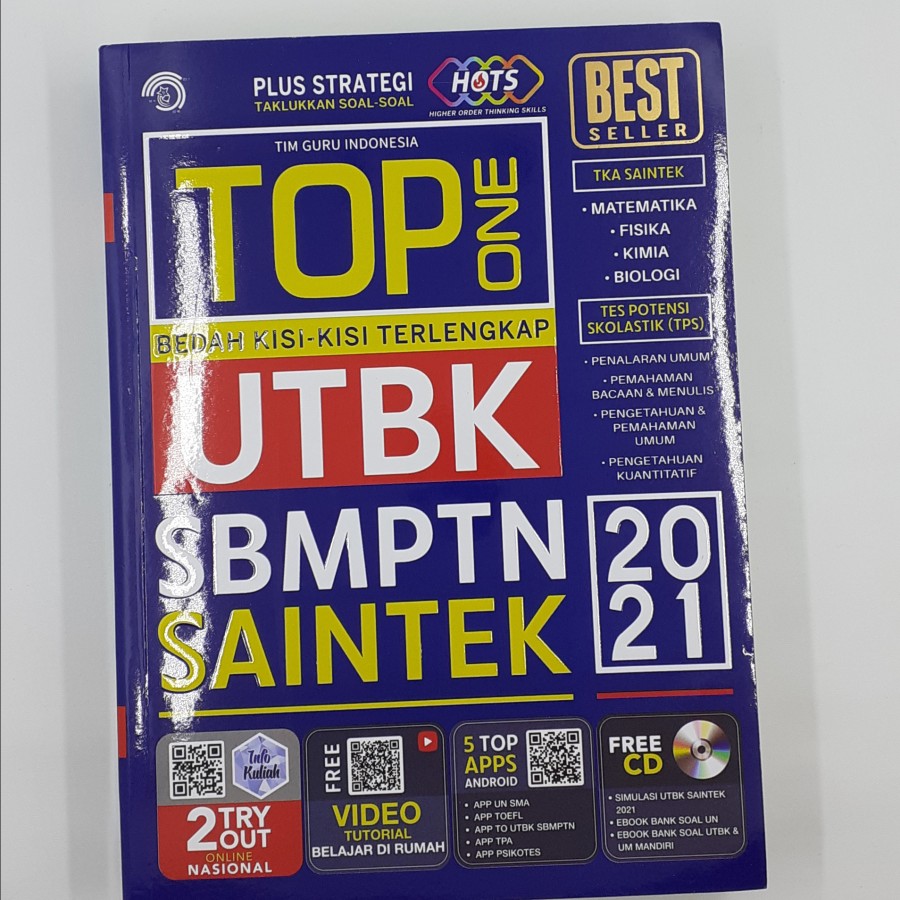 PLUS STRATEGI
TAKLUKKAN SOAL-SOAL
HOTS
HIGHER ORDER THINKING SKILLS
BEST
SELLER
TIM GURU INDONESIA
TOP
ONE
BEDAH KISI-KISI TERLENGKAP
UTBK
SBMPTN
SAINTEK
TKA SAINTEK
• MATEMATIKA
• FISIKA
• KIMIA
• BIOLOGI
TES POTENSI
SKOLASTIK (TPS)
• PENALARAN UMUM
• PEMAHAMAN
BACAAN & MENULIS
• PENGETAHUAN &
PEMAHAMAN
UMUM
• PENGETAHUAN
KUANTITATIF
20
21
Info
Kuliah
2 TRY
OUT
ONLINE
NASIONAL
FREE
VIDEO
TUTORIAL
BELAJAR DI RUMAH
5 TOP
APPS
ANDROID
• APP UN SMA
• APP TOEFL
• APP TO UTBK SBMPTN
• APP TPA
• APP PSIKOTES
FREE
CD
• SIMULASI UTBK SAINTEK
2021
• EBOOK BANK SOAL UN
• EBOOK BANK SOAL UTBK &
UM MANDIRI